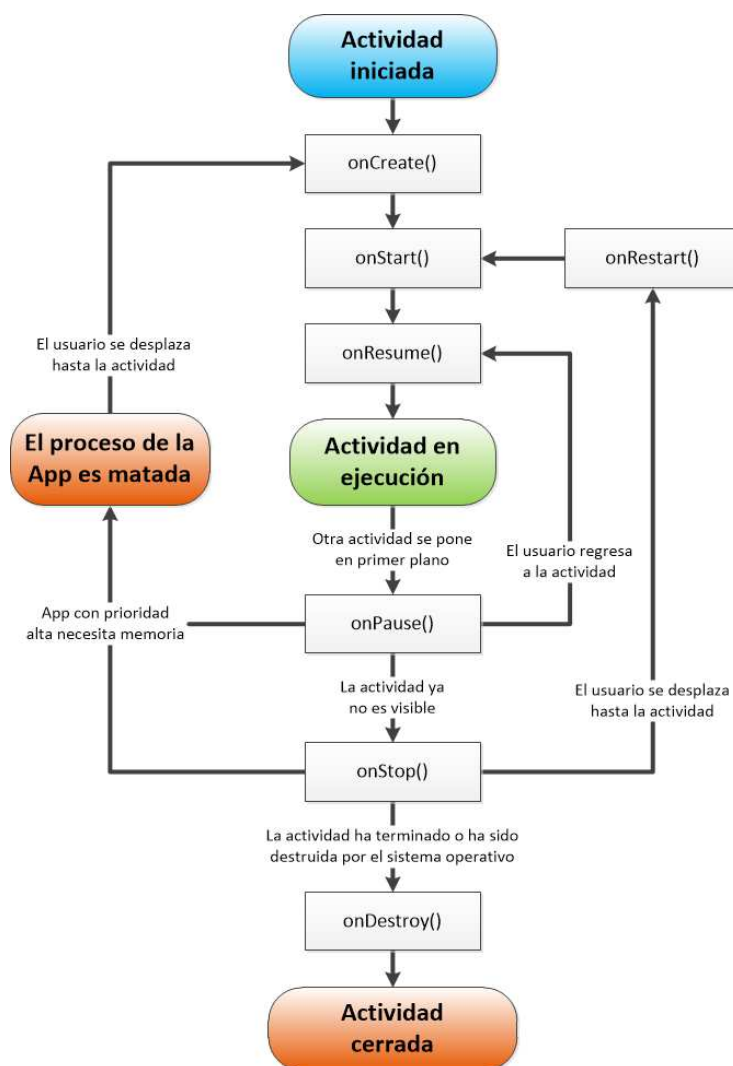 Actividad
iniciada
onCreate()
onStart()
onRestart()
onResume()
El usuario se desplaza
hasta la actividad
El proceso de la
App es matada
Actividad en
ejecución
Otra actividad se pone
en primer plano
El usuario regresa
a la actividad
App con prioridad
alta necesita memoria
onPause()
La actividad ya
no es visible
El usuario se desplaza
hasta la actividad
onStop()
La actividad ha terminado o ha sido
destruida por el sistema operativo
onDestroy()
Actividad
cerrada